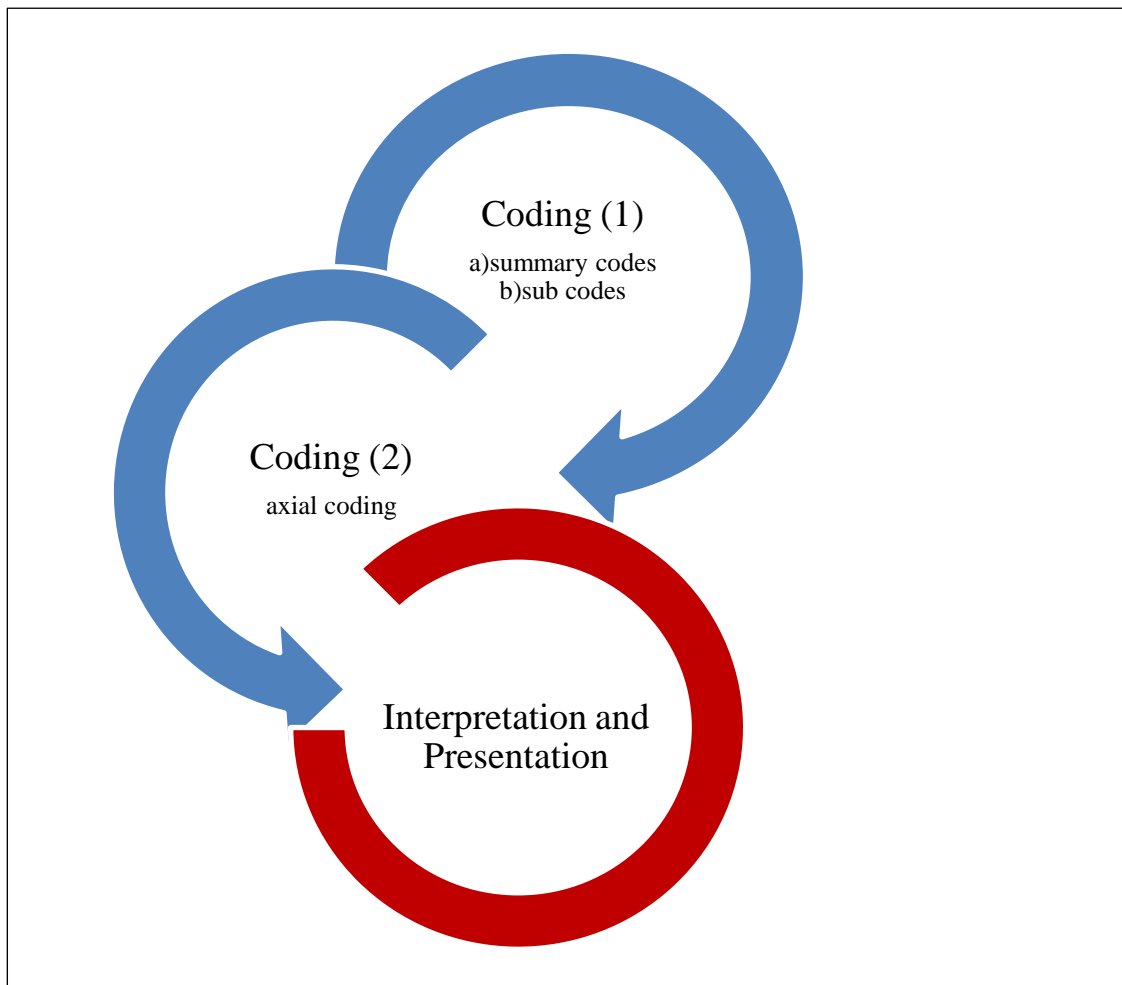 Coding (1)
a)summary codes
b)sub codes
Coding (2)
axial coding
Interpretation and
Presentation